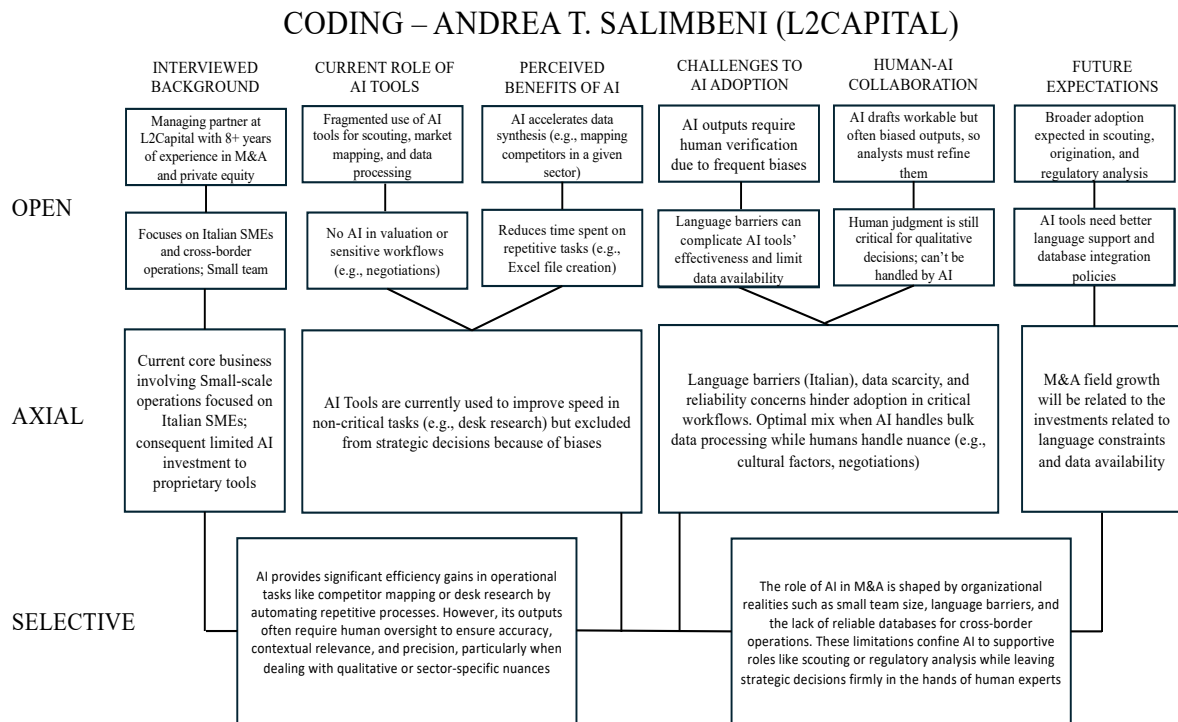 CODING – ANDREA T. SALIMBENI (L2CAPITAL)
INTERVIEWED
BACKGROUND
CURRENT ROLE OF
AI TOOLS
PERCEIVED
BENEFITS OF AI
CHALLENGES TO
AI ADOPTION
HUMAN-AI
COLLABORATION
FUTURE
EXPECTATIONS
OPEN
Managing partner at
L2Capital with 8+ years
of experience in M&A
and private equity
Fragmented use of AI
tools for scouting, market
mapping, and data
processing
AI accelerates data
synthesis (e.g., mapping
competitors in a given
sector)
AI outputs require
human verification
due to frequent biases
AI drafts workable but
often biased outputs, so
analysts must refine
them
Broader adoption
expected in scouting,
origination, and
regulatory analysis
Focuses on Italian SMEs
and cross-border
operations; Small team
No AI in valuation or
sensitive workflows
(e.g., negotiations)
Reduces time spent on
repetitive tasks (e.g.,
Excel file creation)
Language barriers can
complicate AI tools’
effectiveness and limit
data availability
Human judgment is still
critical for qualitative
decisions; can’t be
handled by AI
AI tools need better
language support and
database integration
policies
AXIAL
Current core business
involving Small-scale
operations focused on
Italian SMEs;
consequent limited AI
investment to
proprietary tools
AI Tools are currently used to improve speed in
non-critical tasks (e.g., desk research) but excluded
from strategic decisions because of biases
Language barriers (Italian), data scarcity, and
reliability concerns hinder adoption in critical
workflows. Optimal mix when AI handles bulk
data processing while humans handle nuance (e.g.,
cultural factors, negotiations)
M&A field growth
will be related to the
investments related to
language constraints
and data availability
SELECTIVE
AI provides significant efficiency gains in operational
tasks like competitor mapping or desk research by
automating repetitive processes. However, its outputs
often require human oversight to ensure accuracy,
contextual relevance, and precision, particularly when
dealing with qualitative or sector-specific nuances
The role of AI in M&A is shaped by organizational
realities such as small team size, language barriers, and
the lack of reliable databases for cross-border
operations. These limitations confine AI to supportive
roles like scouting or regulatory analysis while leaving
strategic decisions firmly in the hands of human experts